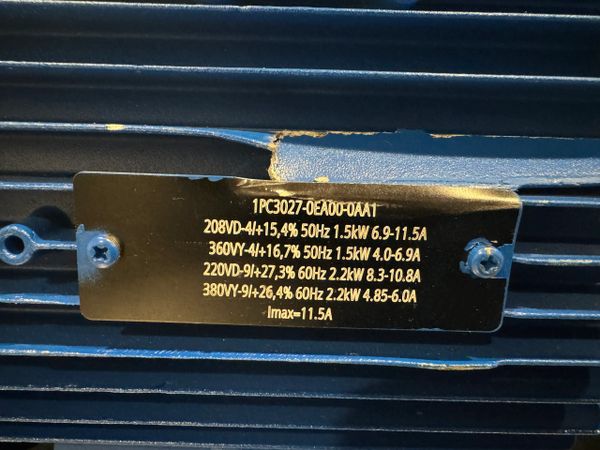 1PC3027-0EA00-0AA1
208VD-4/+15,4% 50Hz 1.5kW 6.9-11.5A
360VY-4/+16,7% 50Hz 1.5kW 4.0-6.9A
220VD-9/+27,3% 60Hz 2.2kW 8.3-10.8A
380VY-9/+26,4% 60Hz 2.2kW 4.85-6.0A
Imax=11.5A